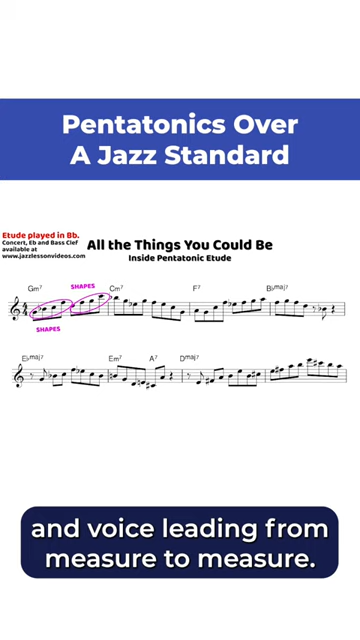 Pentatonics Over
A Jazz Standard
Etude played in Bb.
Concert, Eb and Bass Clef
available at
www.jazzlessonvideos.com
All the Things You Could Be
Inside Pentatonic Etude
SHAPES
Gm7 Cm7 F7 B♭maj7
SHAPES
E♭maj7 Em7 A7 Dmaj7
and voice leading from
measure to measure.